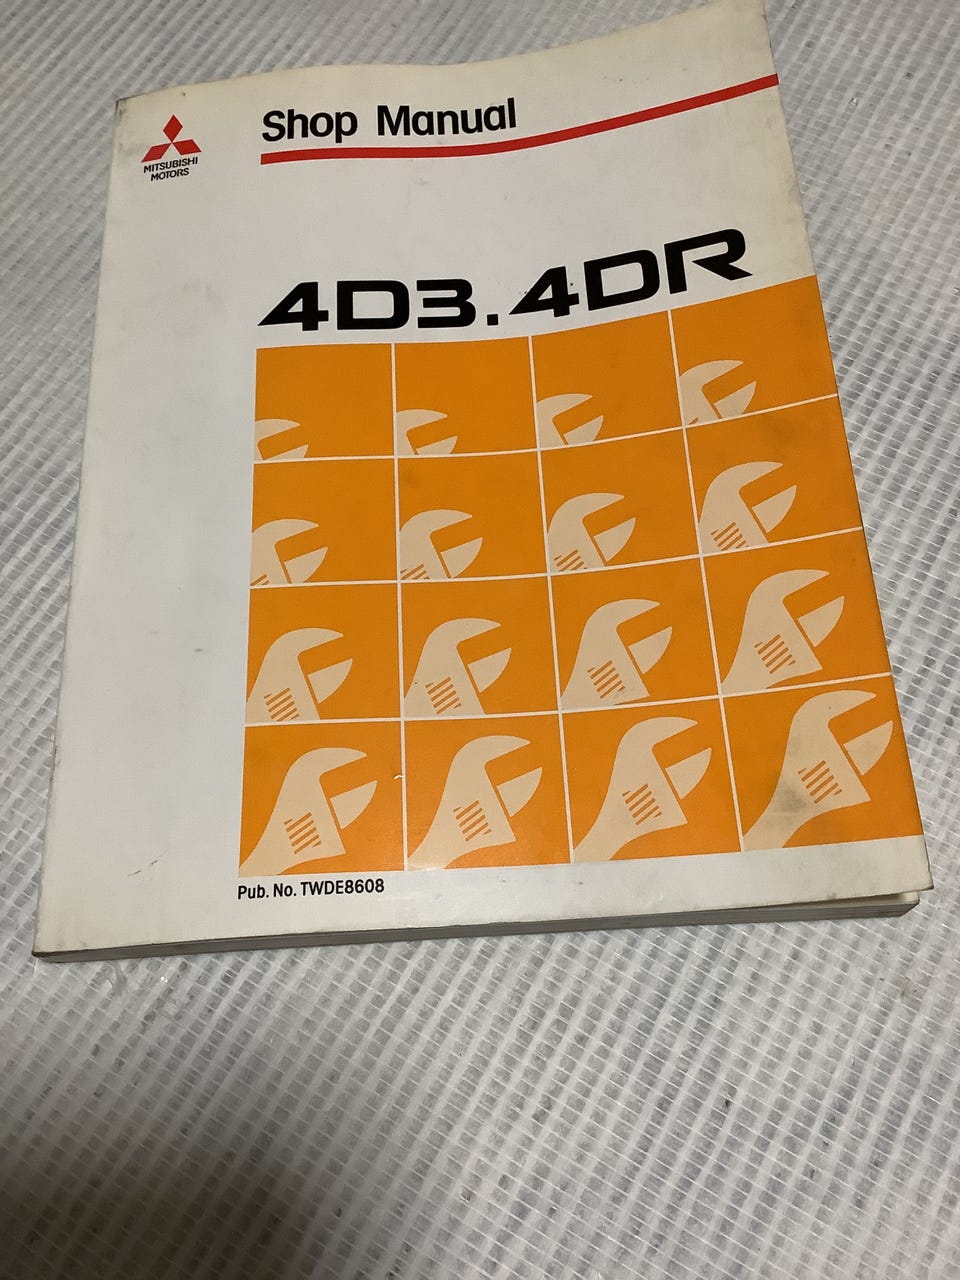 Shop Manual
MITSUBISHI
MOTORS
4D3.4DR
Pub. No. TWDE8608